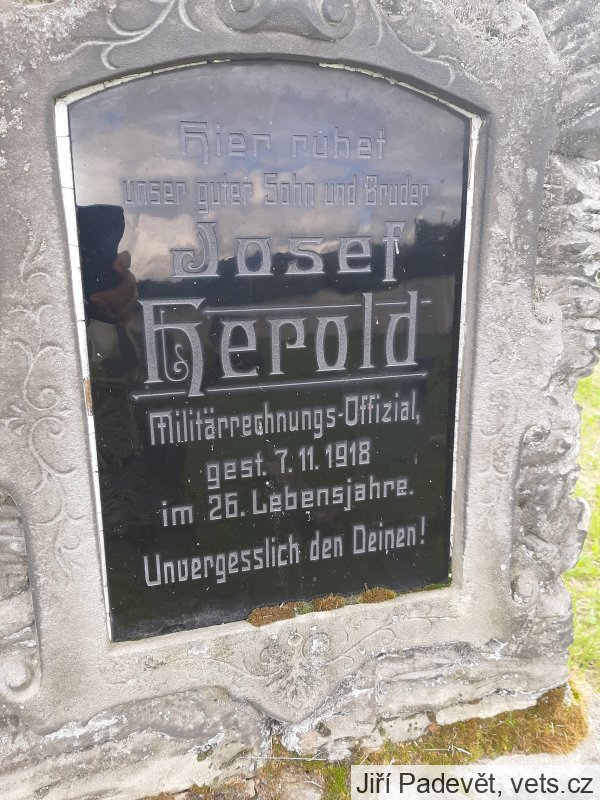 Hier ruhet
unser guter Sohn und Bruder
Josef
Herold
Militärrechnungs-Offizial,
gest. 7. 11. 1918
im 26. Lebensjahre.
Unvergesslich den Deinen!
Jiří Padevět, vets.cz